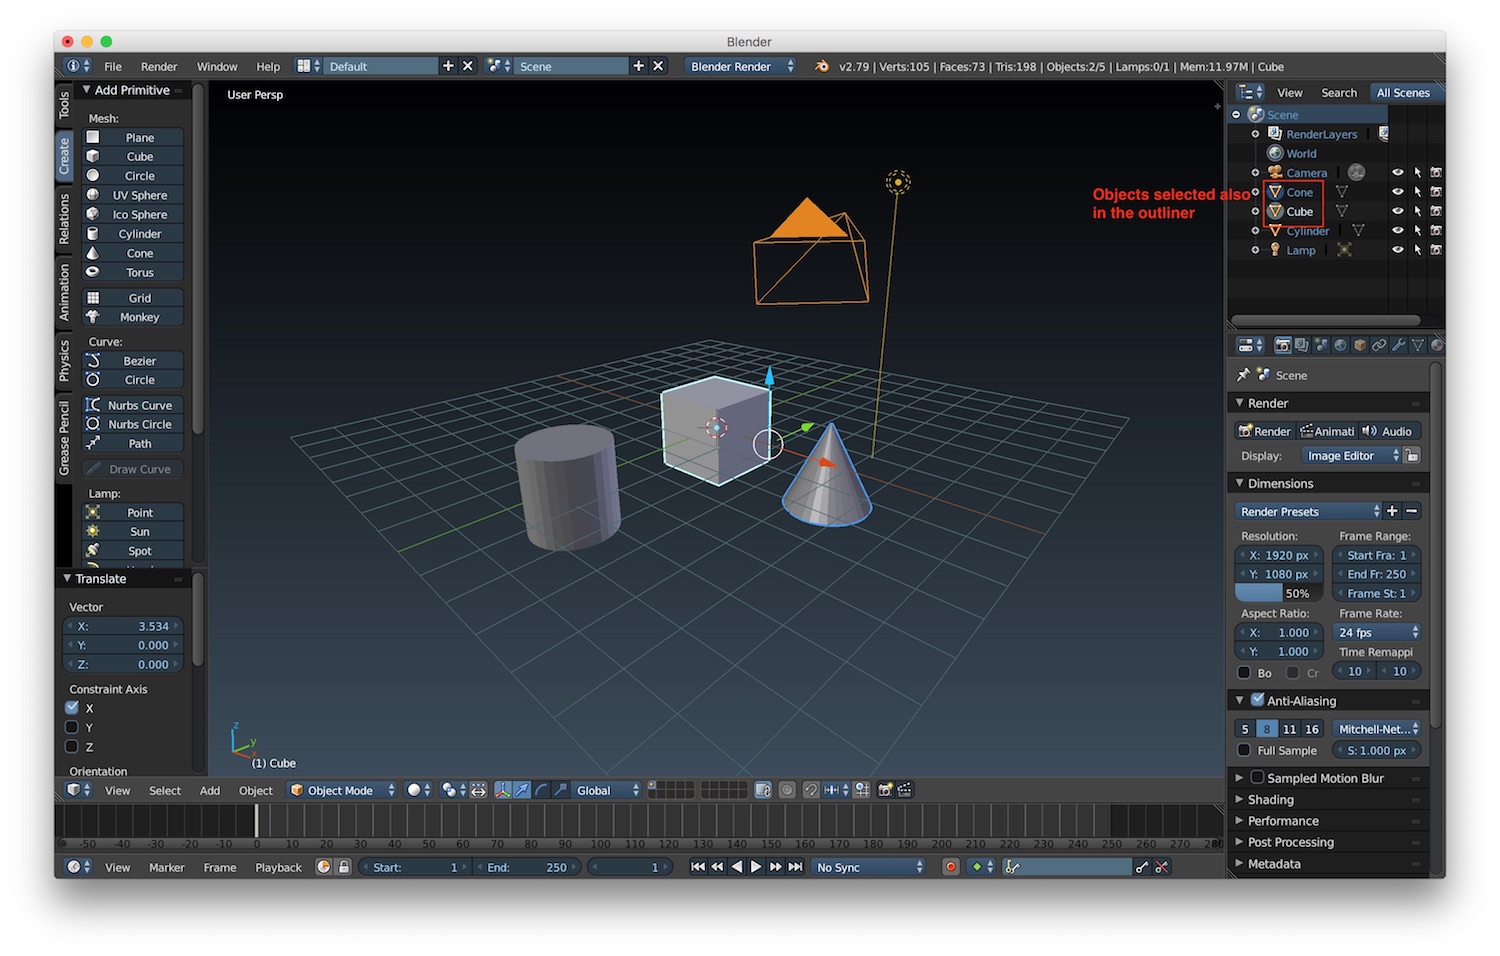 Blender
File Render Window Help Default Scene Blender Render v2.79 | Verts:105 | Faces:73 | Tris:198 | Objects:2/5 | Lamps:0/1 | Mem:11.97M | Cube
Tools
Create
Relations
Animation
Physics
Grease Pencil
Add Primitive
Mesh:
Plane
Cube
Circle
UV Sphere
Ico Sphere
Cylinder
Cone
Torus
Grid
Monkey
Curve:
Bezier
Circle
Nurbs Curve
Nurbs Circle
Path
Draw Curve
Lamp:
Point
Sun
Spot
Translate
Vector
X: 3.534
Y: 0.000
Z: 0.000
Constraint Axis
X
Y
Z
Orientation
User Persp
Objects selected also
in the outliner
z
y
x
(1) Cube
View Search All Scenes
Scene
RenderLayers
World
Camera
Cone
Cube
Cylinder
Lamp
Scene
Render
Render Animati Audio
Display: Image Editor
Dimensions
Render Presets
Resolution: Frame Range:
X: 1920 px Start Fra: 1
Y: 1080 px End Fr: 250
50% Frame St: 1
Aspect Ratio: Frame Rate:
X: 1.000 24 fps
Y: 1.000 Time Remappi
Bo Cr 10 10
Anti-Aliasing
5 8 11 16 Mitchell-Net...
Full Sample S: 1.000 px
Sampled Motion Blur
Shading
Performance
Post Processing
Metadata
View Select Add Object Object Mode Global
-50 -40 -30 -20 -10 0 10 20 30 40 50 60 70 80 90 100 110 120 130 140 150 160 170 180 190 200 210 220 230 240 250 260 270
View Marker Frame Playback Start: 1 End: 250 1 No Sync